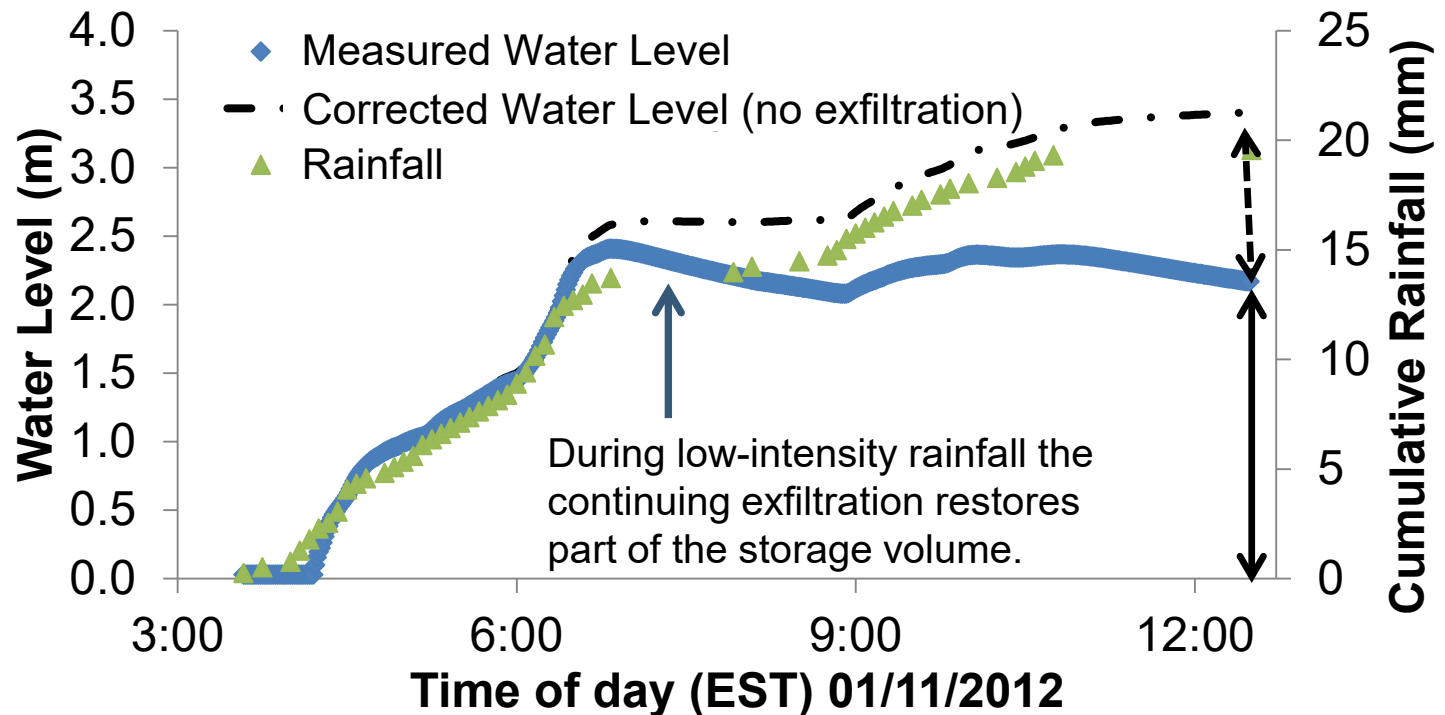 4.0
3.5
3.0
2.5
2.0
1.5
1.0
0.5
0.0
Water Level (m)
Measured Water Level
Corrected Water Level (no exfiltration)
Rainfall
During low-intensity rainfall the
continuing exfiltration restores
part of the storage volume.
25
20
15
10
5
0
Cumulative Rainfall (mm)
3:00 6:00 9:00 12:00
Time of day (EST) 01/11/2012